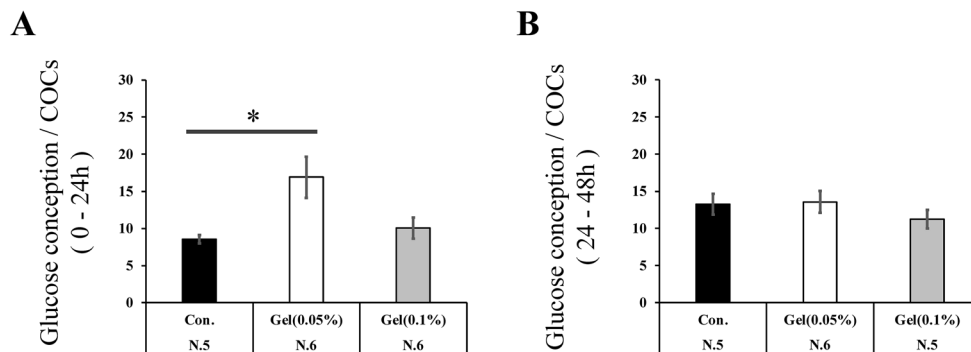 A
Glucose conception / COCs
( 0 - 24h )
30
25
20
15
10
5
0
*
Con.
Gel(0.05%)
Gel(0.1%)
N.5
N.6
N.6
B
Glucose conception / COCs
( 24 - 48h )
30
25
20
15
10
5
0
Con.
Gel(0.05%)
Gel(0.1%)
N.5
N.6
N.5